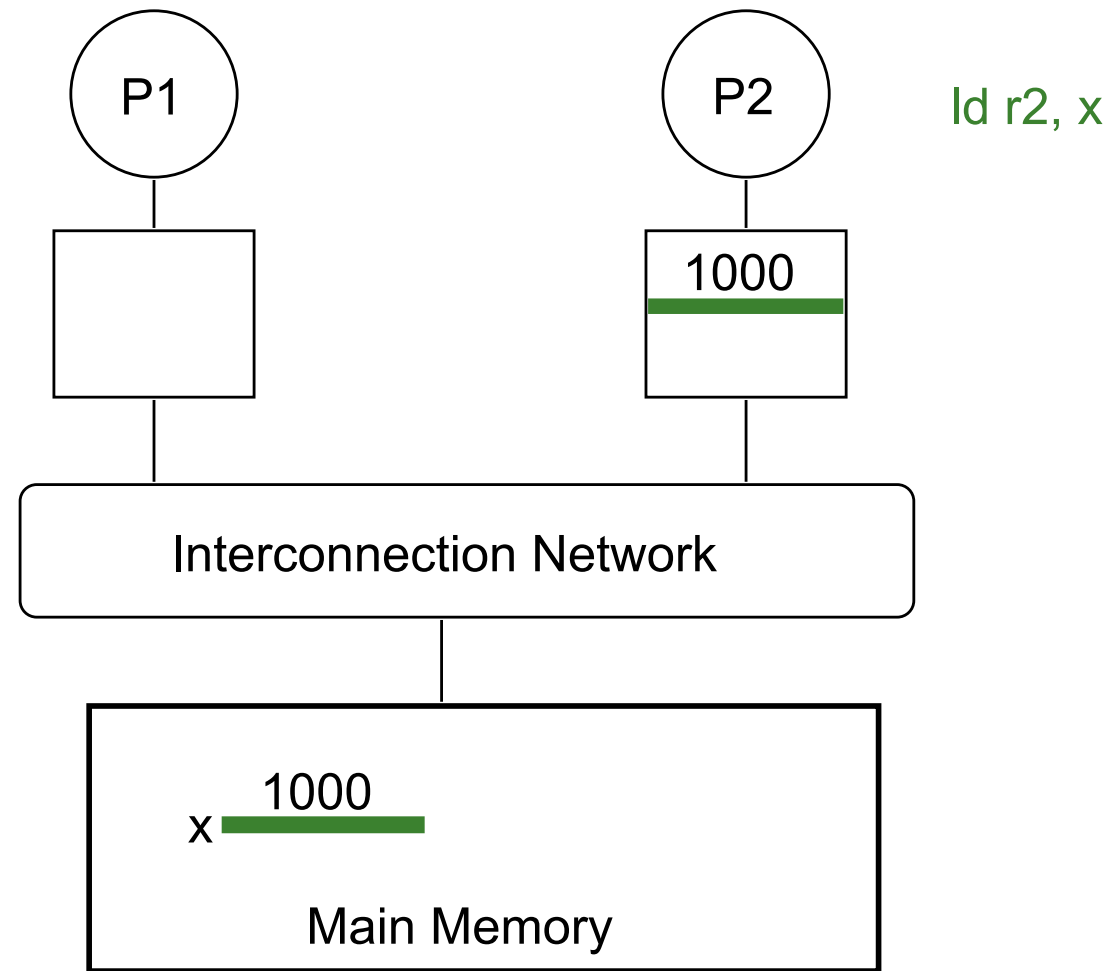 P1
P2
ld r2, x
1000
Interconnection Network
1000
x
Main Memory